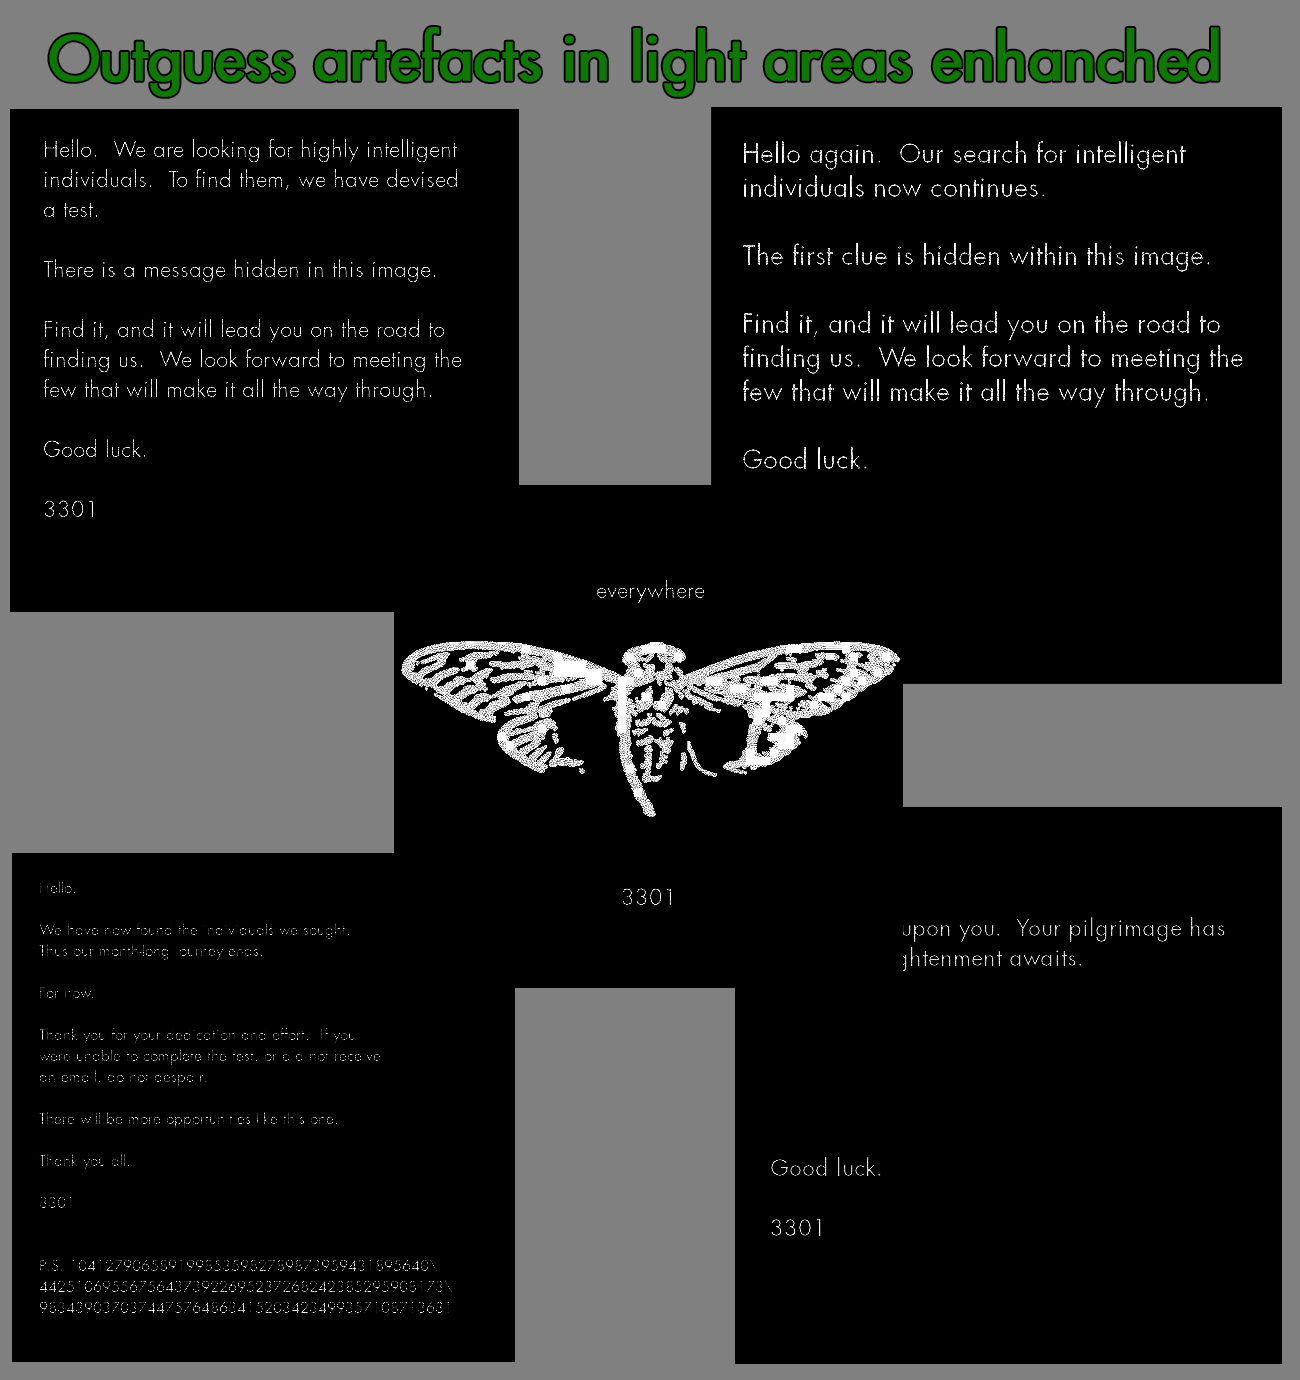 Outguess artefacts in light areas enhanched
Hello. We are looking for highly intelligent
individuals. To find them, we have devised
a test.
There is a message hidden in this image.
Find it, and it will lead you on the road to
finding us. We look forward to meeting the
few that will make it all the way through.
Good luck.
3301
Hello again. Our search for intelligent
individuals now continues.
The first clue is hidden within this image.
Find it, and it will lead you on the road to
finding us. We look forward to meeting the
few that will make it all the way through.
Good luck.
everywhere
3301
Hello.
We have now found the individuals we sought.
Thus our month-long journey ends.
For now.
Thank you for your dedication and effort. If you
were unable to complete the test, or did not receive
an email, do not despair.
There will be more opportunities like this one.
Thank you all.
3301
P.S. 1041279065891998535982789873959431895640\
442510695567564373922695237268242385295908173\
9834390370374475764863415203423499357108713631
upon you. Your pilgrimage has
ghtenment awaits.
Good luck.
3301